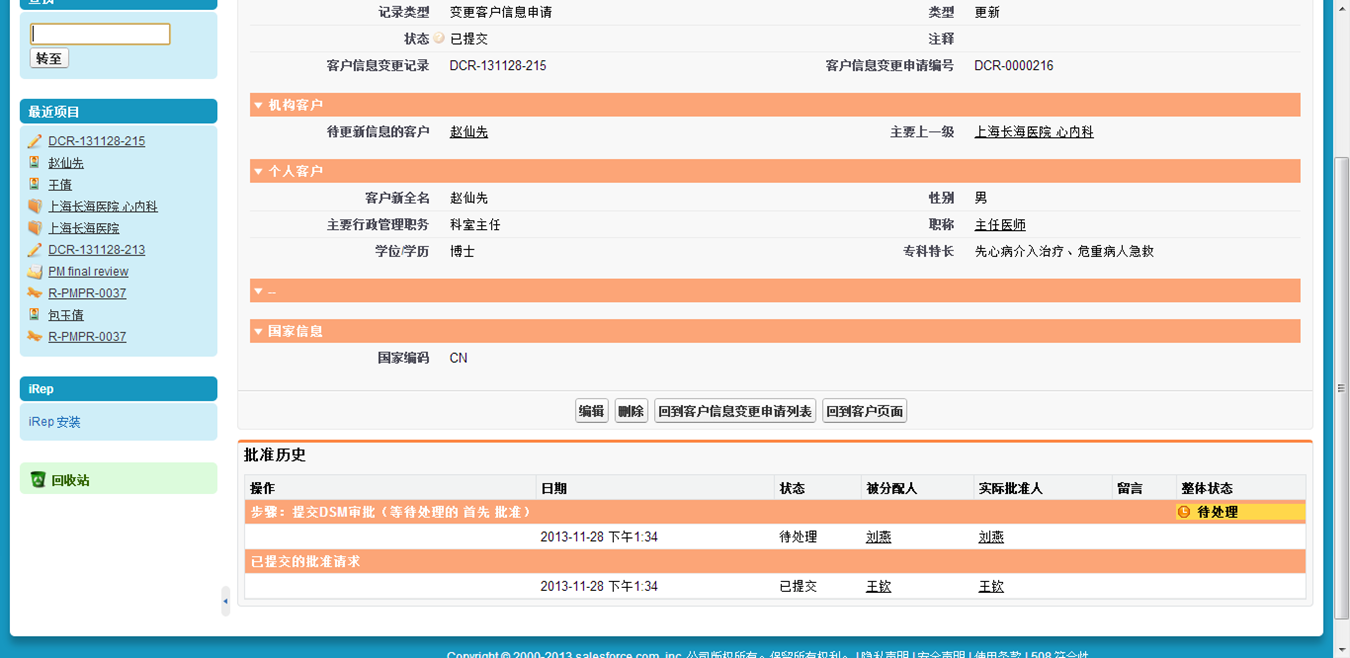 查找
转至
最近项目
DCR-131128-215
赵仙先
王倩
上海长海医院 心内科
上海长海医院
DCR-131128-213
PM final review
R-PMPR-0037
包玉倩
R-PMPR-0037
iRep
iRep 安装
回收站
记录类型 变更客户信息申请 类型 更新
状态 已提交 注释
客户信息变更记录 DCR-131128-215 客户信息变更申请编号 DCR-0000216
机构客户
待更新信息的客户 赵仙先 主要上一级 上海长海医院 心内科
个人客户
客户新全名 赵仙先 性别 男
主要行政管理职务 科室主任 职称 主任医师
学位/学历 博士 专科特长 先心病介入治疗、危重病人急救
--
国家信息
国家编码 CN
编辑 删除 回到客户信息变更申请列表 回到客户页面
批准历史
操作 日期 状态 被分配人 实际批准人 留言 整体状态
步骤：提交DSM审批（等待处理的 首先 批准） 待处理
2013-11-28 下午1:34 待处理 刘燕 刘燕
已提交的批准请求
2013-11-28 下午1:34 已提交 王钦 王钦
Copyright © 2000-2013 salesforce.com, inc. 公司版权所有。保留所有权利。 | 隐私声明 | 安全声明 | 使用条款 | 508 符合性